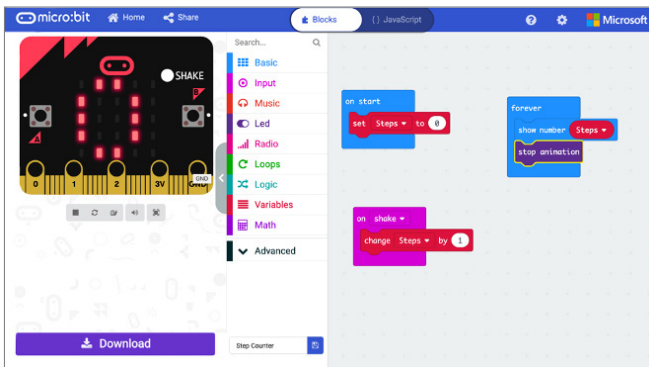 micro:bit Home Share Blocks {} JavaScript ? Microsoft
Search...
Basic
Input
Music
Led
Radio
Loops
Logic
Variables
Math
Advanced
SHAKE
B
A
0 1 2 3V GND
GND
Download
Step Counter
on start
set Steps to 0
forever
show number Steps
stop animation
on shake
change Steps by 1